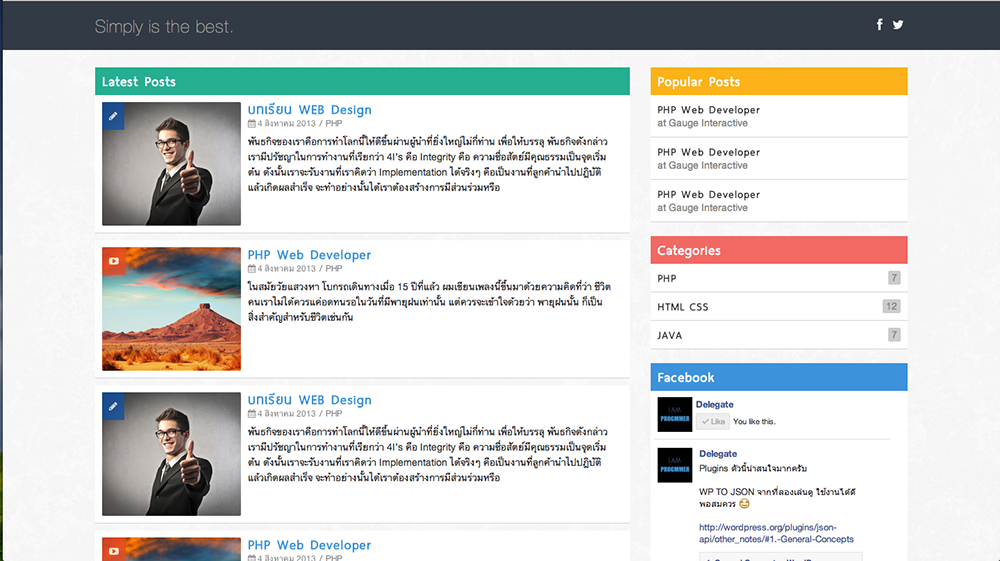 Simply is the best.
Latest Posts
บทเรียน WEB Design
4 สิงหาคม 2013 / PHP
พันธกิจของเราคือการทำโลกนี้ให้ดีขึ้นผ่านผู้นำที่ยิ่งใหญ่ไม่กี่ท่าน เพื่อให้บรรลุ พันธกิจดังกล่าว
เรามีปรัชญาในการทำงานที่เรียกว่า 4I's คือ Integrity คือ ความซื่อสัตย์มีคุณธรรมเป็นจุดเริ่ม
ต้น ดังนั้นเราจะรับงานที่เราคิดว่า Implementation ได้จริงๆ คือเป็นงานที่ลูกค้านำไปปฏิบัติ
แล้วเกิดผลสำเร็จ จะทำอย่างนั้นได้เราต้องสร้างการมีส่วนร่วมหรือ
PHP Web Developer
4 สิงหาคม 2013 / PHP
ในสมัยวัยแสวงหา โบกรถเดินทางเมื่อ 15 ปีที่แล้ว ผมเขียนเพลงนี้ขึ้นมาด้วยความคิดที่ว่า ชีวิต
คนเราไม่ได้ควรแค่อดทนรอในวันที่มีพายุฝนเท่านั้น แต่ควรจะเข้าใจด้วยว่า พายุฝนนั้น ก็เป็น
สิ่งสำคัญสำหรับชีวิตเช่นกัน
บทเรียน WEB Design
4 สิงหาคม 2013 / PHP
พันธกิจของเราคือการทำโลกนี้ให้ดีขึ้นผ่านผู้นำที่ยิ่งใหญ่ไม่กี่ท่าน เพื่อให้บรรลุ พันธกิจดังกล่าว
เรามีปรัชญาในการทำงานที่เรียกว่า 4I's คือ Integrity คือ ความซื่อสัตย์มีคุณธรรมเป็นจุดเริ่ม
ต้น ดังนั้นเราจะรับงานที่เราคิดว่า Implementation ได้จริงๆ คือเป็นงานที่ลูกค้านำไปปฏิบัติ
แล้วเกิดผลสำเร็จ จะทำอย่างนั้นได้เราต้องสร้างการมีส่วนร่วมหรือ
PHP Web Developer
4 สิงหาคม 2013 / PHP
Popular Posts
PHP Web Developer
at Gauge Interactive
PHP Web Developer
at Gauge Interactive
PHP Web Developer
at Gauge Interactive
Categories
PHP 7
HTML CSS 12
JAVA 7
Facebook
I AM
PROGMMER
Delegate
Like You like this.
I AM
PROGMMER
Delegate
Plugins ตัวนี้น่าสนใจมากครับ
WP TO JSON จากที่ลองเล่นดู ใช้งานได้ดี
พอสมควร
http://wordpress.org/plugins/json-
api/other_notes/#1.-General-Concepts